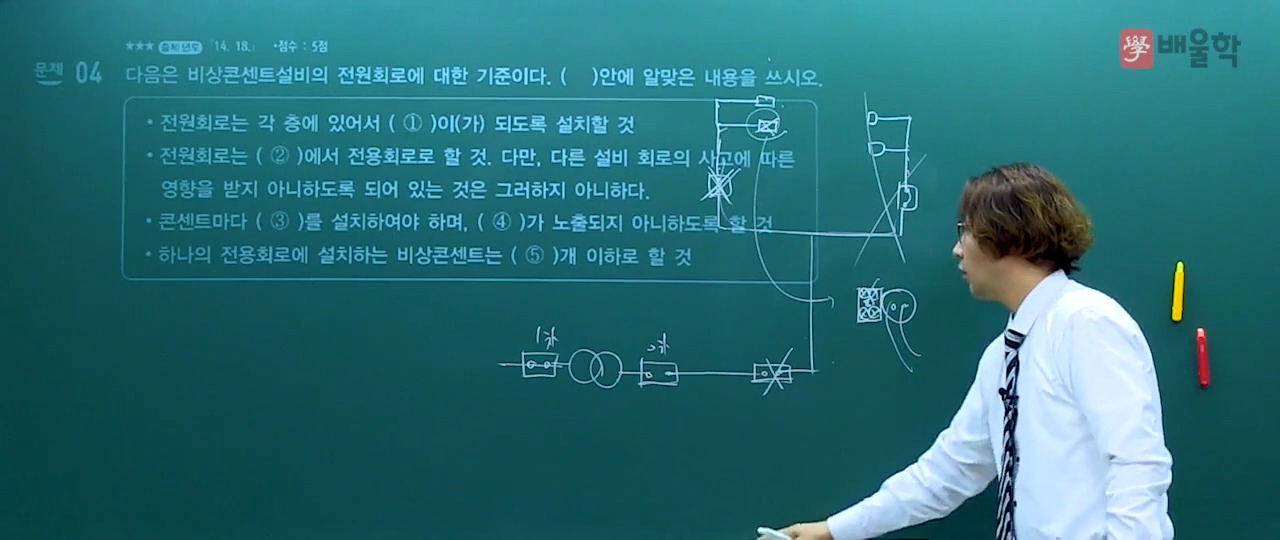 ★★★ 출제년도 「14. 18.」 •점수 : 5점
學 배울학
문제 04 다음은 비상콘센트설비의 전원회로에 대한 기준이다. ( )안에 알맞은 내용을 쓰시오.
• 전원회로는 각 층에 있어서 ( ① )이(가) 되도록 설치할 것
• 전원회로는 ( ② )에서 전용회로로 할 것. 다만, 다른 설비 회로의 사고에 따른
영향을 받지 아니하도록 되어 있는 것은 그러하지 아니하다.
• 콘센트마다 ( ③ )를 설치하여야 하며, ( ④ )가 노출되지 아니하도록 할 것
• 하나의 전용회로에 설치하는 비상콘센트는 ( ⑤ )개 이하로 할 것
1차
2차